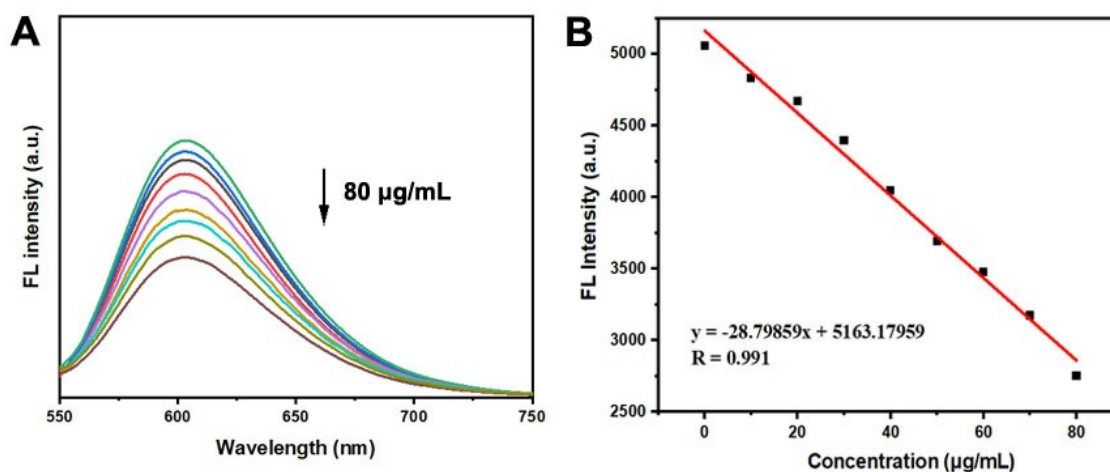 A
FL intensity (a.u.)
80 μg/mL
550
600
650
700
750
Wavelength (nm)
B
FL Intensity (a.u.)
5000
4500
4000
3500
3000
2500
y = -28.79859x + 5163.17959
R = 0.991
0
20
40
60
80
Concentration (μg/mL)